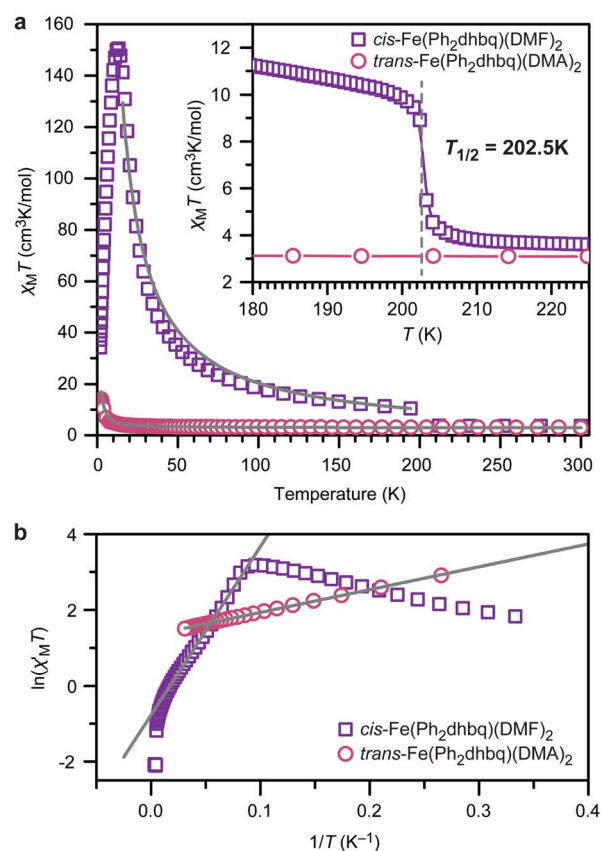 a
160
140
120
100
80
60
40
20
0
χMT (cm³K/mol)
0 50 100 150 200 250 300
Temperature (K)
12
10
8
6
4
2
χMT (cm³K/mol)
cis-Fe(Ph₂dhbq)(DMF)₂
trans-Fe(Ph₂dhbq)(DMA)₂
T1/2 = 202.5K
180 190 200 210 220
T (K)
b
4
2
0
-2
ln(χ'MT)
cis-Fe(Ph₂dhbq)(DMF)₂
trans-Fe(Ph₂dhbq)(DMA)₂
0.0 0.1 0.2 0.3 0.4
1/T (K⁻¹)